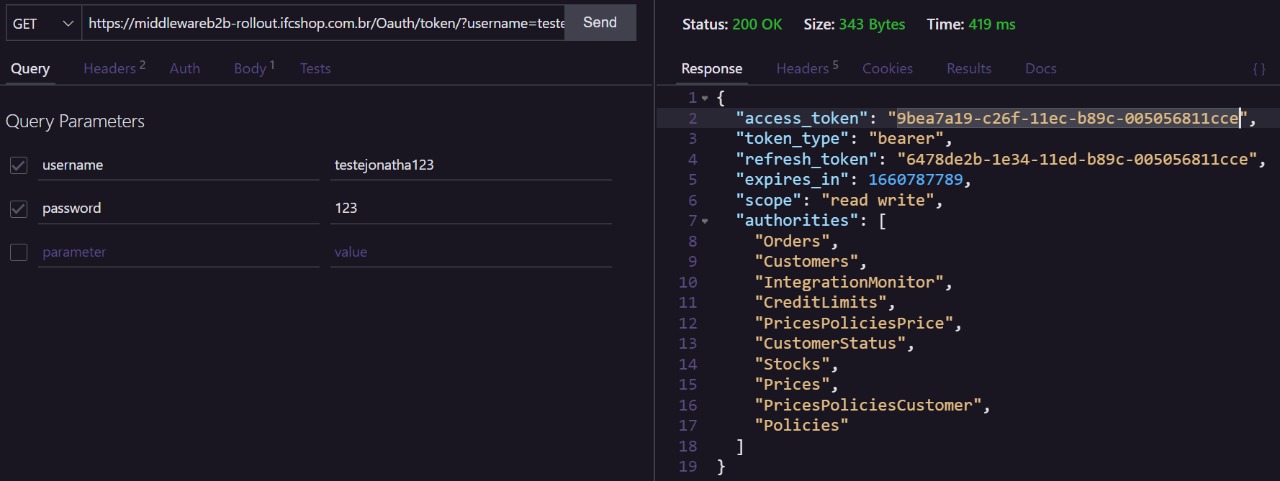 GET https://middlewareb2b-rollout.ifcshop.com.br/Oauth/token/?username=teste Send
Status: 200 OK Size: 343 Bytes Time: 419 ms
Query Headers 2 Auth Body 1 Tests
Response Headers 5 Cookies Results Docs { }
Query Parameters
username testejonatha123
password 123
parameter value
1 {
2 "access_token": "9bea7a19-c26f-11ec-b89c-005056811cce",
3 "token_type": "bearer",
4 "refresh_token": "6478de2b-1e34-11ed-b89c-005056811cce",
5 "expires_in": 1660787789,
6 "scope": "read write",
7 "authorities": [
8 "Orders",
9 "Customers",
10 "IntegrationMonitor",
11 "CreditLimits",
12 "PricesPoliciesPrice",
13 "CustomerStatus",
14 "Stocks",
15 "Prices",
16 "PricesPoliciesCustomer",
17 "Policies"
18 ]
19 }